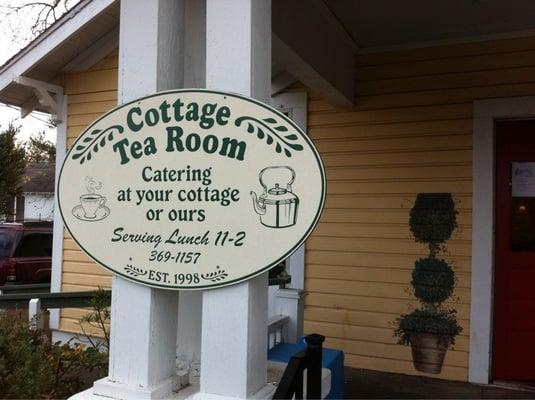 Cottage
Tea Room
Catering
at your cottage
or ours
Serving Lunch 11-2
369-1157
EST. 1998